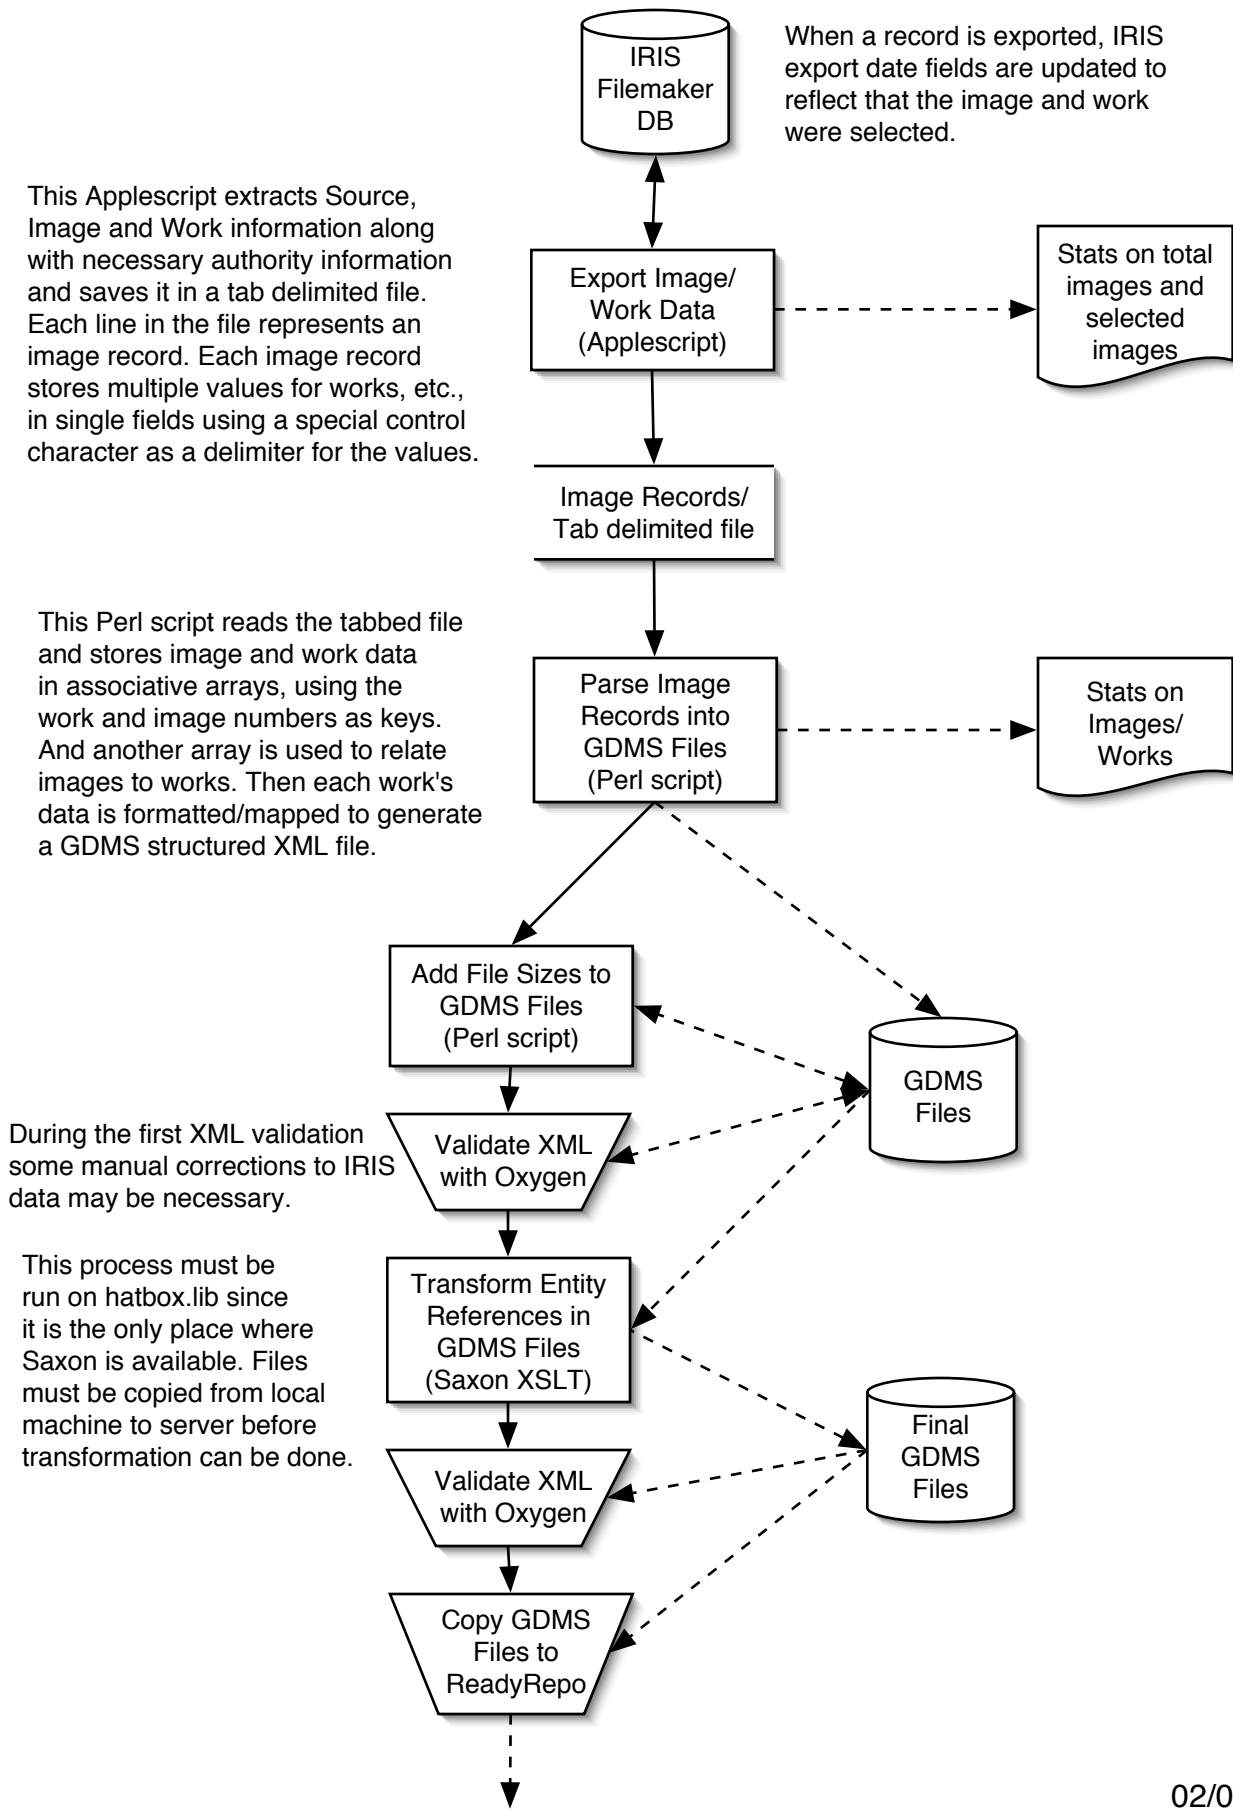 IRIS
Filemaker
DB
When a record is exported, IRIS
export date fields are updated to
reflect that the image and work
were selected.
This Applescript extracts Source,
Image and Work information along
with necessary authority information
and saves it in a tab delimited file.
Each line in the file represents an
image record. Each image record
stores multiple values for works, etc.,
in single fields using a special control
character as a delimiter for the values.
Export Image/
Work Data
(Applescript)
Stats on total
images and
selected
images
Image Records/
Tab delimited file
This Perl script reads the tabbed file
and stores image and work data
in associative arrays, using the
work and image numbers as keys.
And another array is used to relate
images to works. Then each work's
data is formatted/mapped to generate
a GDMS structured XML file.
Parse Image
Records into
GDMS Files
(Perl script)
Stats on
Images/
Works
Add File Sizes to
GDMS Files
(Perl script)
GDMS
Files
During the first XML validation
some manual corrections to IRIS
data may be necessary.
Validate XML
with Oxygen
This process must be
run on hatbox.lib since
it is the only place where
Saxon is available. Files
must be copied from local
machine to server before
transformation can be done.
Transform Entity
References in
GDMS Files
(Saxon XSLT)
Final
GDMS
Files
Validate XML
with Oxygen
Copy GDMS
Files to
ReadyRepo
02/0